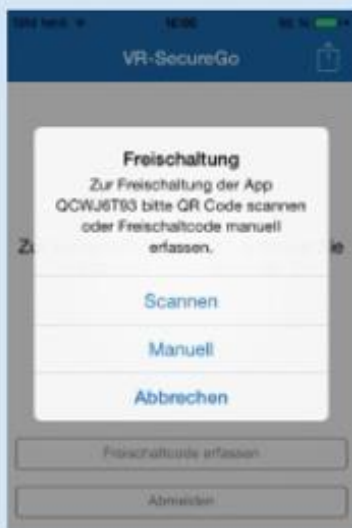 VR-SecureGo
Freischaltung
Zur Freischaltung der App
QCWJ6T93 bitte QR Code scannen
oder Freischaltcode manuell
erfassen.
Scannen
Manuell
Abbrechen
Freischaltcode erfassen
Abmelden